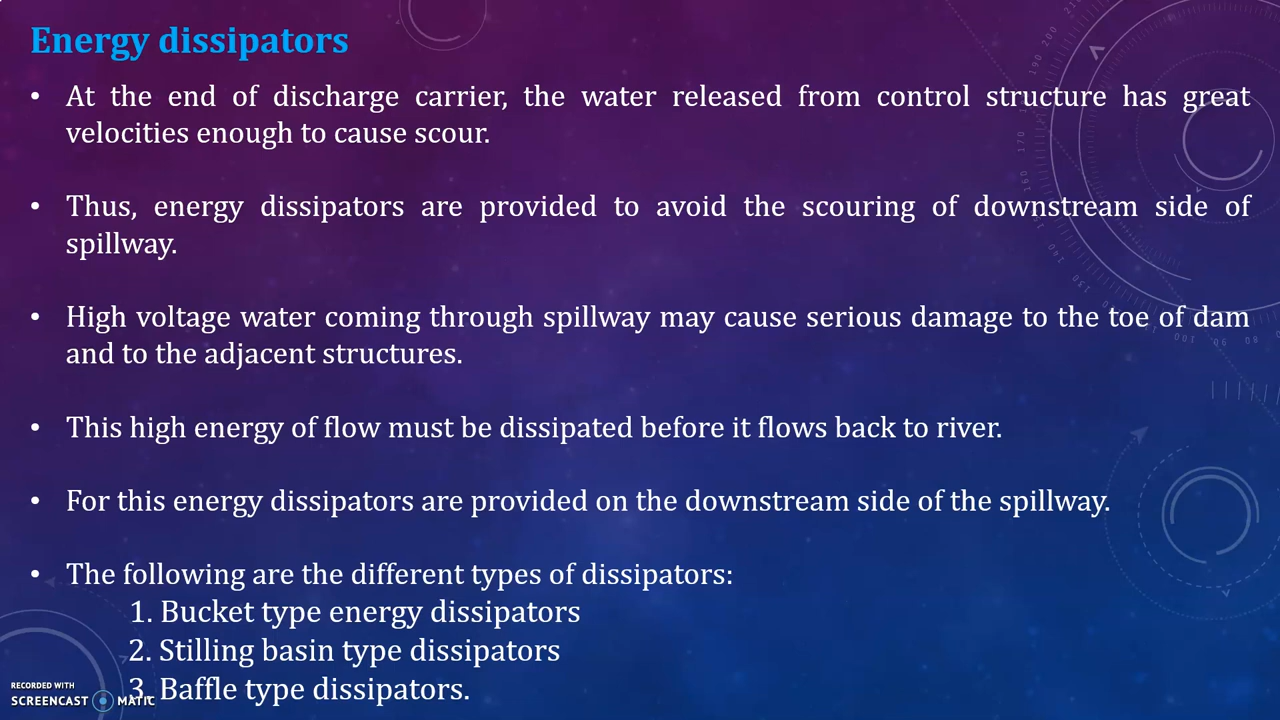 Energy dissipators
• At the end of discharge carrier, the water released from control structure has great
velocities enough to cause scour.
• Thus, energy dissipators are provided to avoid the scouring of downstream side of
spillway.
• High voltage water coming through spillway may cause serious damage to the toe of dam
and to the adjacent structures.
• This high energy of flow must be dissipated before it flows back to river.
• For this energy dissipators are provided on the downstream side of the spillway.
• The following are the different types of dissipators:
1. Bucket type energy dissipators
2. Stilling basin type dissipators
3. Baffle type dissipators.
RECORDED WITH
SCREENCAST MATIC